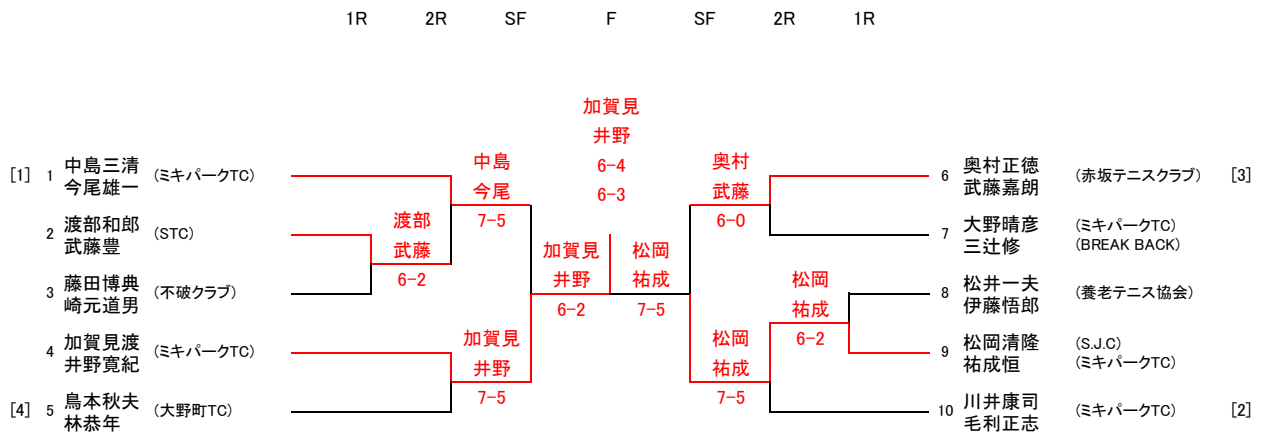 1R 2R SF F SF 2R 1R
加賀見
井野
6-4
6-3
[1] 1 中島三清 (ミキパークTC)
今尾雄一
2 渡部和郎 (STC)
武藤豊
3 藤田博典 (不破クラブ)
崎元道男
4 加賀見渡 (ミキパークTC)
井野寛紀
[4] 5 鳥本秋夫 (大野町TC)
林恭年
渡部
武藤
6-2
中島
今尾
7-5
加賀見
井野
7-5
加賀見
井野
6-2
松岡
祐成
7-5
奥村
武藤
6-0
松岡
祐成
7-5
松岡
祐成
6-2
6 奥村正徳 (赤坂テニスクラブ) [3]
武藤嘉朗
7 大野晴彦 (ミキパークTC)
三辻修 (BREAK BACK)
8 松井一夫 (養老テニス協会)
伊藤悟郎
9 松岡清隆 (S.J.C)
祐成恒 (ミキパークTC)
10 川井康司 (ミキパークTC) [2]
毛利正志